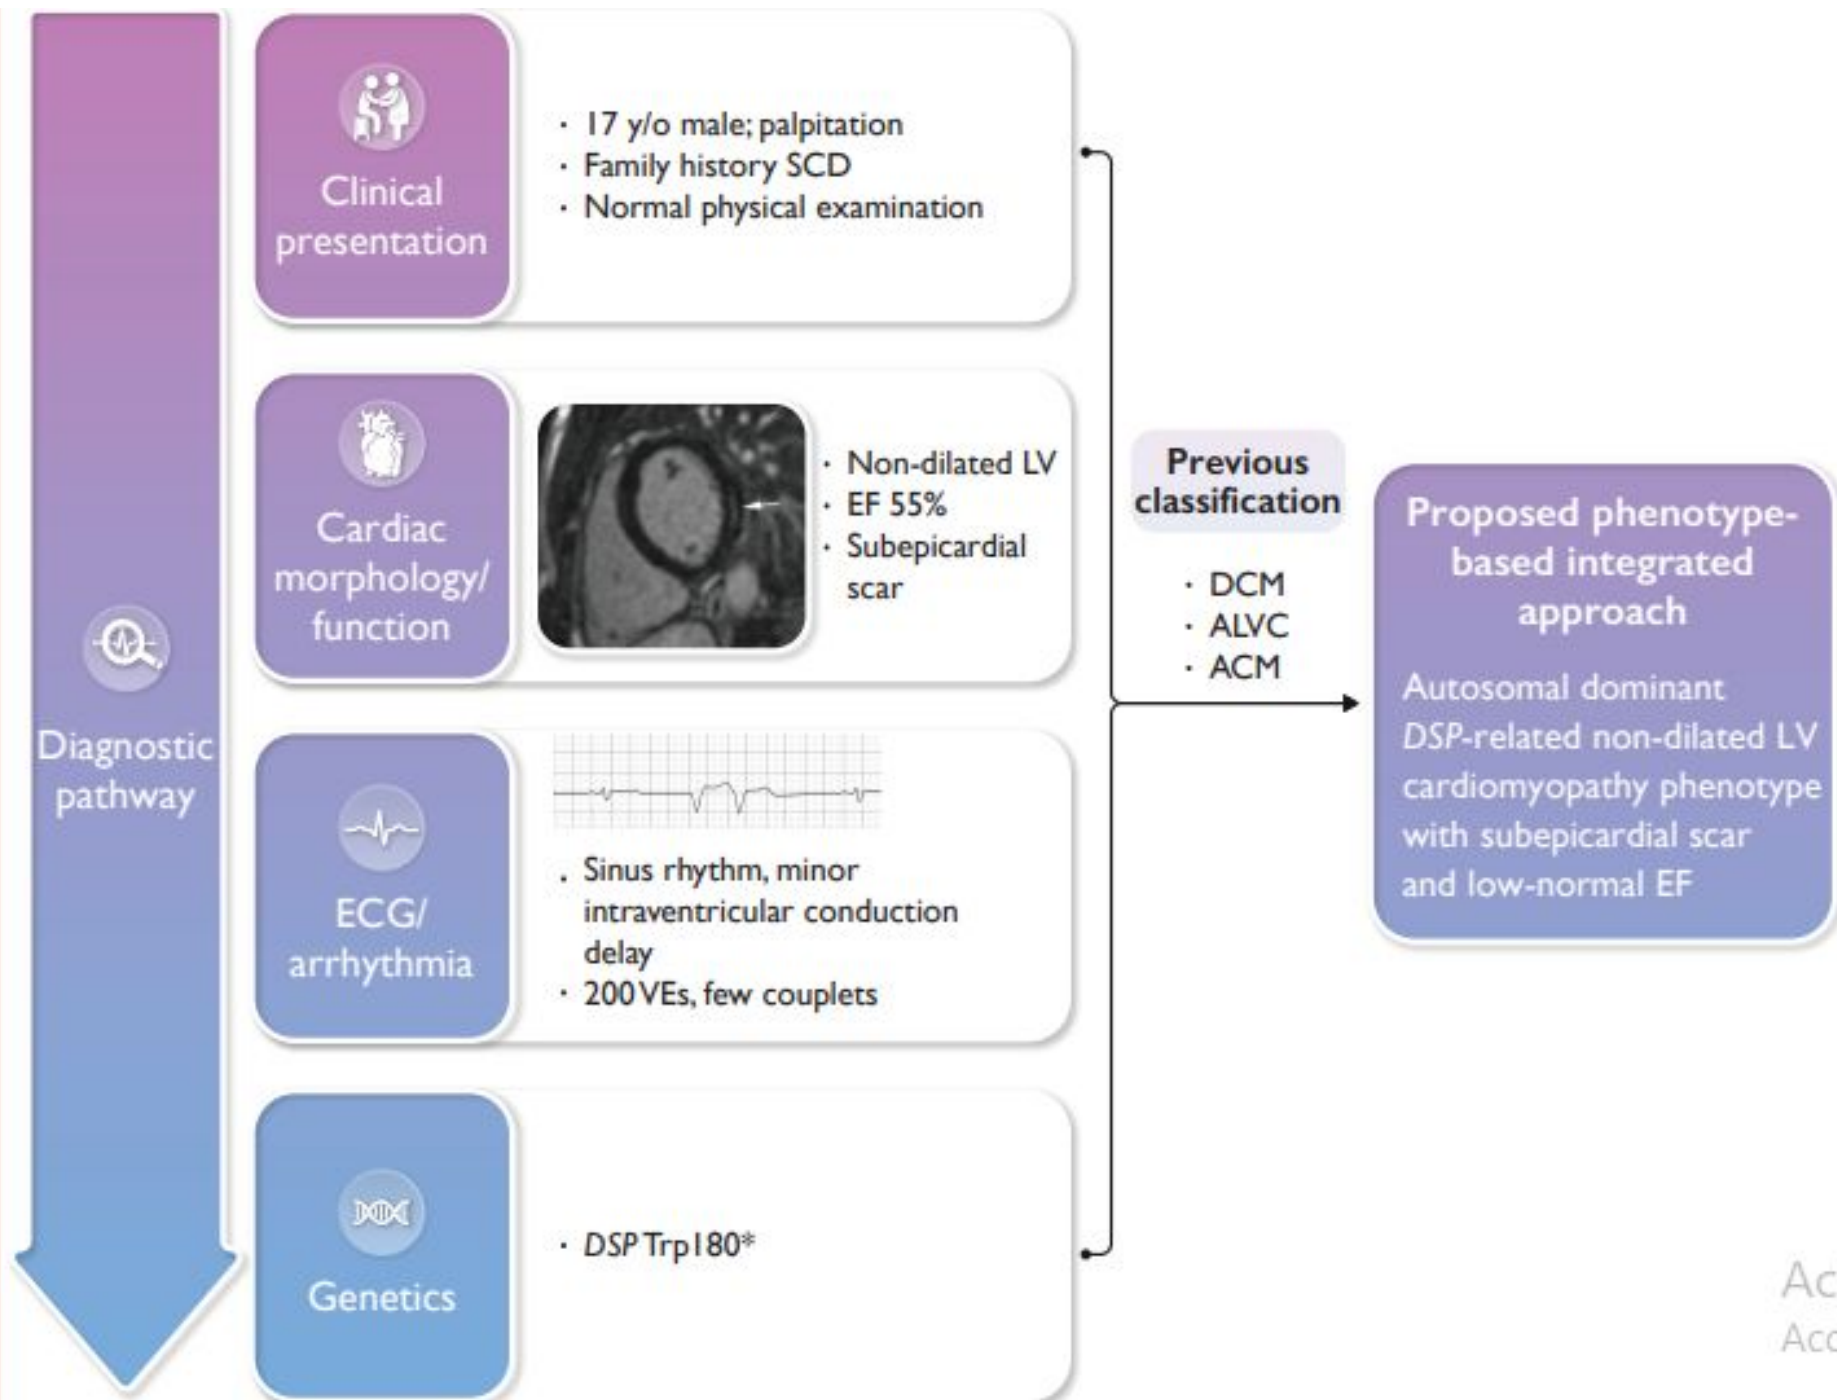 Diagnostic
pathway
Clinical
presentation
· 17 y/o male; palpitation
· Family history SCD
· Normal physical examination
Cardiac
morphology/
function
· Non-dilated LV
· EF 55%
· Subepicardial
scar
ECG/
arrhythmia
. Sinus rhythm, minor
intraventricular conduction
delay
· 200 VEs, few couplets
Genetics
· DSP Trp180*
Previous
classification
· DCM
· ALVC
· ACM
Proposed phenotype-
based integrated
approach
Autosomal dominant
DSP-related non-dilated LV
cardiomyopathy phenotype
with subepicardial scar
and low-normal EF